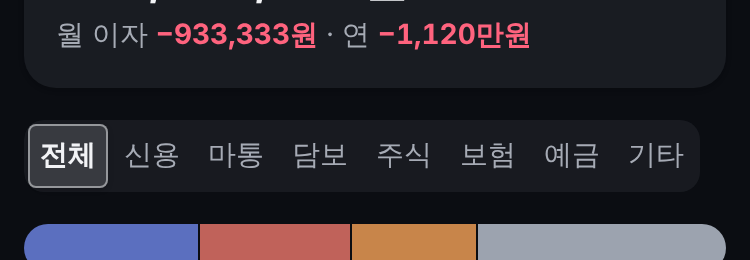 월 이자 −933,333원 · 연 −1,120만원
전체 신용 마통 담보 주식 보험 예금 기타